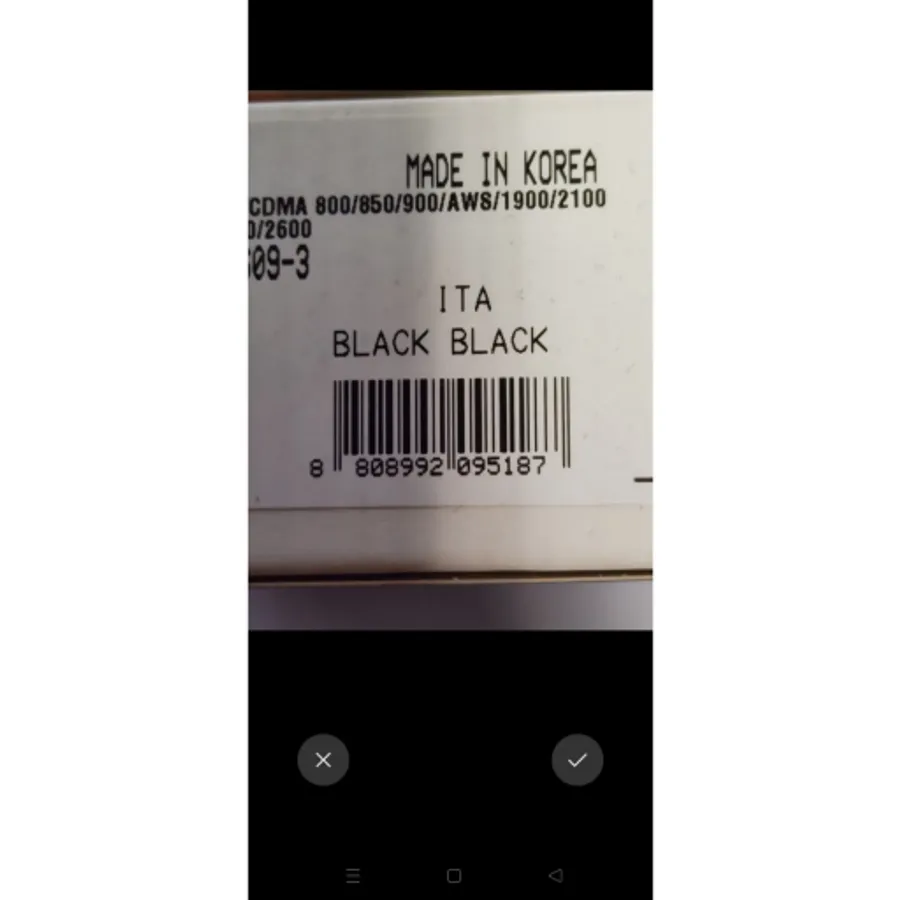 MADE IN KOREA
CDMA 800/850/900/AWS/1900/2100
0/2600
09-3
ITA
BLACK BLACK
8 808992 095187